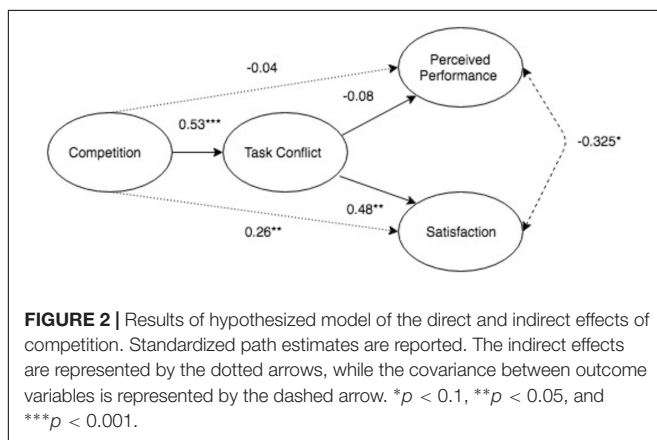 Perceived
Performance
-0.04
-0.08
0.53***
Competition
Task Conflict
-0.325*
0.48**
0.26**
Satisfaction
FIGURE 2 | Results of hypothesized model of the direct and indirect effects of
competition. Standardized path estimates are reported. The indirect effects
are represented by the dotted arrows, while the covariance between outcome
variables is represented by the dashed arrow. *p < 0.1, **p < 0.05, and
***p < 0.001.